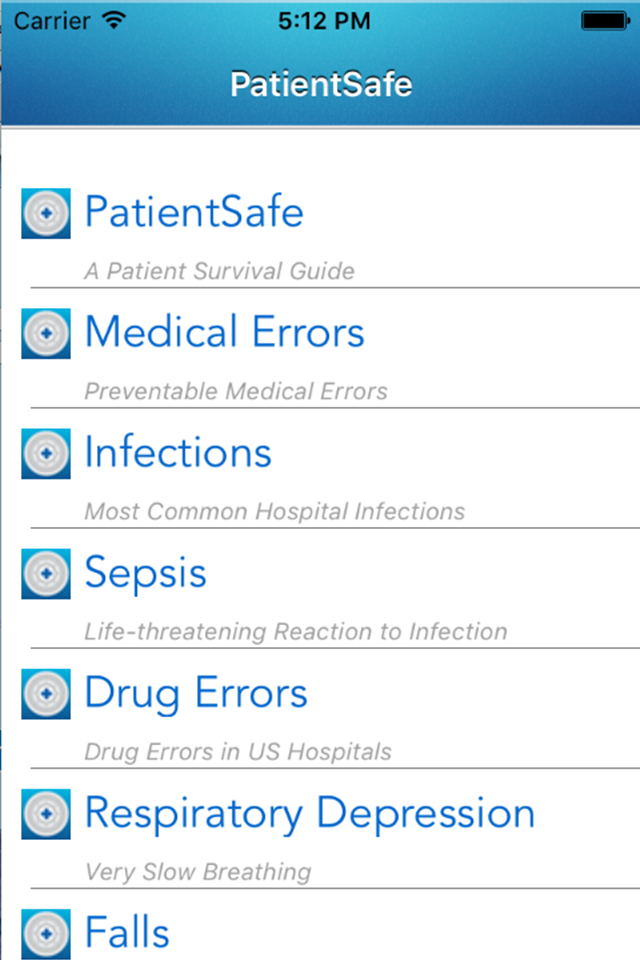 Carrier 5:12 PM
PatientSafe
PatientSafe
A Patient Survival Guide
Medical Errors
Preventable Medical Errors
Infections
Most Common Hospital Infections
Sepsis
Life-threatening Reaction to Infection
Drug Errors
Drug Errors in US Hospitals
Respiratory Depression
Very Slow Breathing
Falls